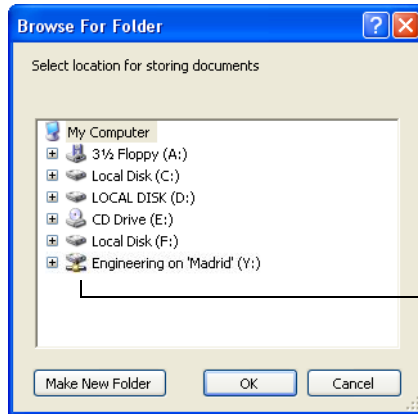 Browse For Folder
Select location for storing documents
My Computer
3½ Floppy (A:)
Local Disk (C:)
LOCAL DISK (D:)
CD Drive (E:)
Local Disk (F:)
Engineering on 'Madrid' (Y:)
Make New Folder OK Cancel